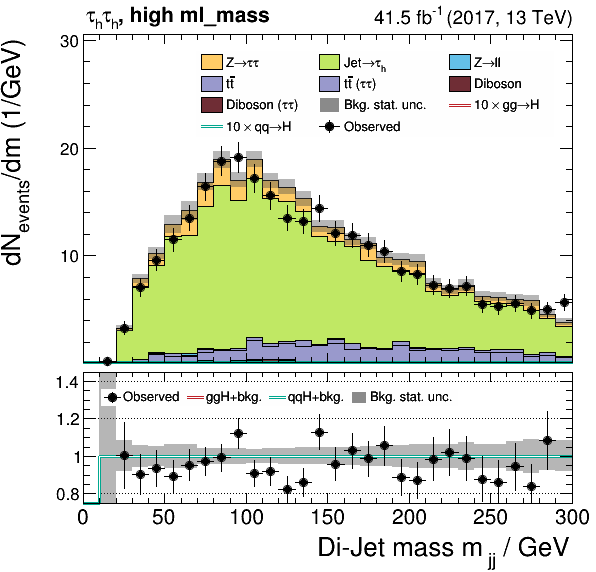 τhτh, high ml_mass 41.5 fb⁻¹ (2017, 13 TeV)
dN_events/dm (1/GeV)
30
20
10
Z→ττ Jet→τh Z→ll
tt̄ tt̄ (ττ) Diboson
Diboson (ττ) Bkg. stat. unc. 10 × gg→H
10 × qq→H Observed
1.4
1.2
1
0.8
Observed ggH+bkg. qqH+bkg. Bkg. stat. unc.
0 50 100 150 200 250 300
Di-Jet mass m_jj / GeV